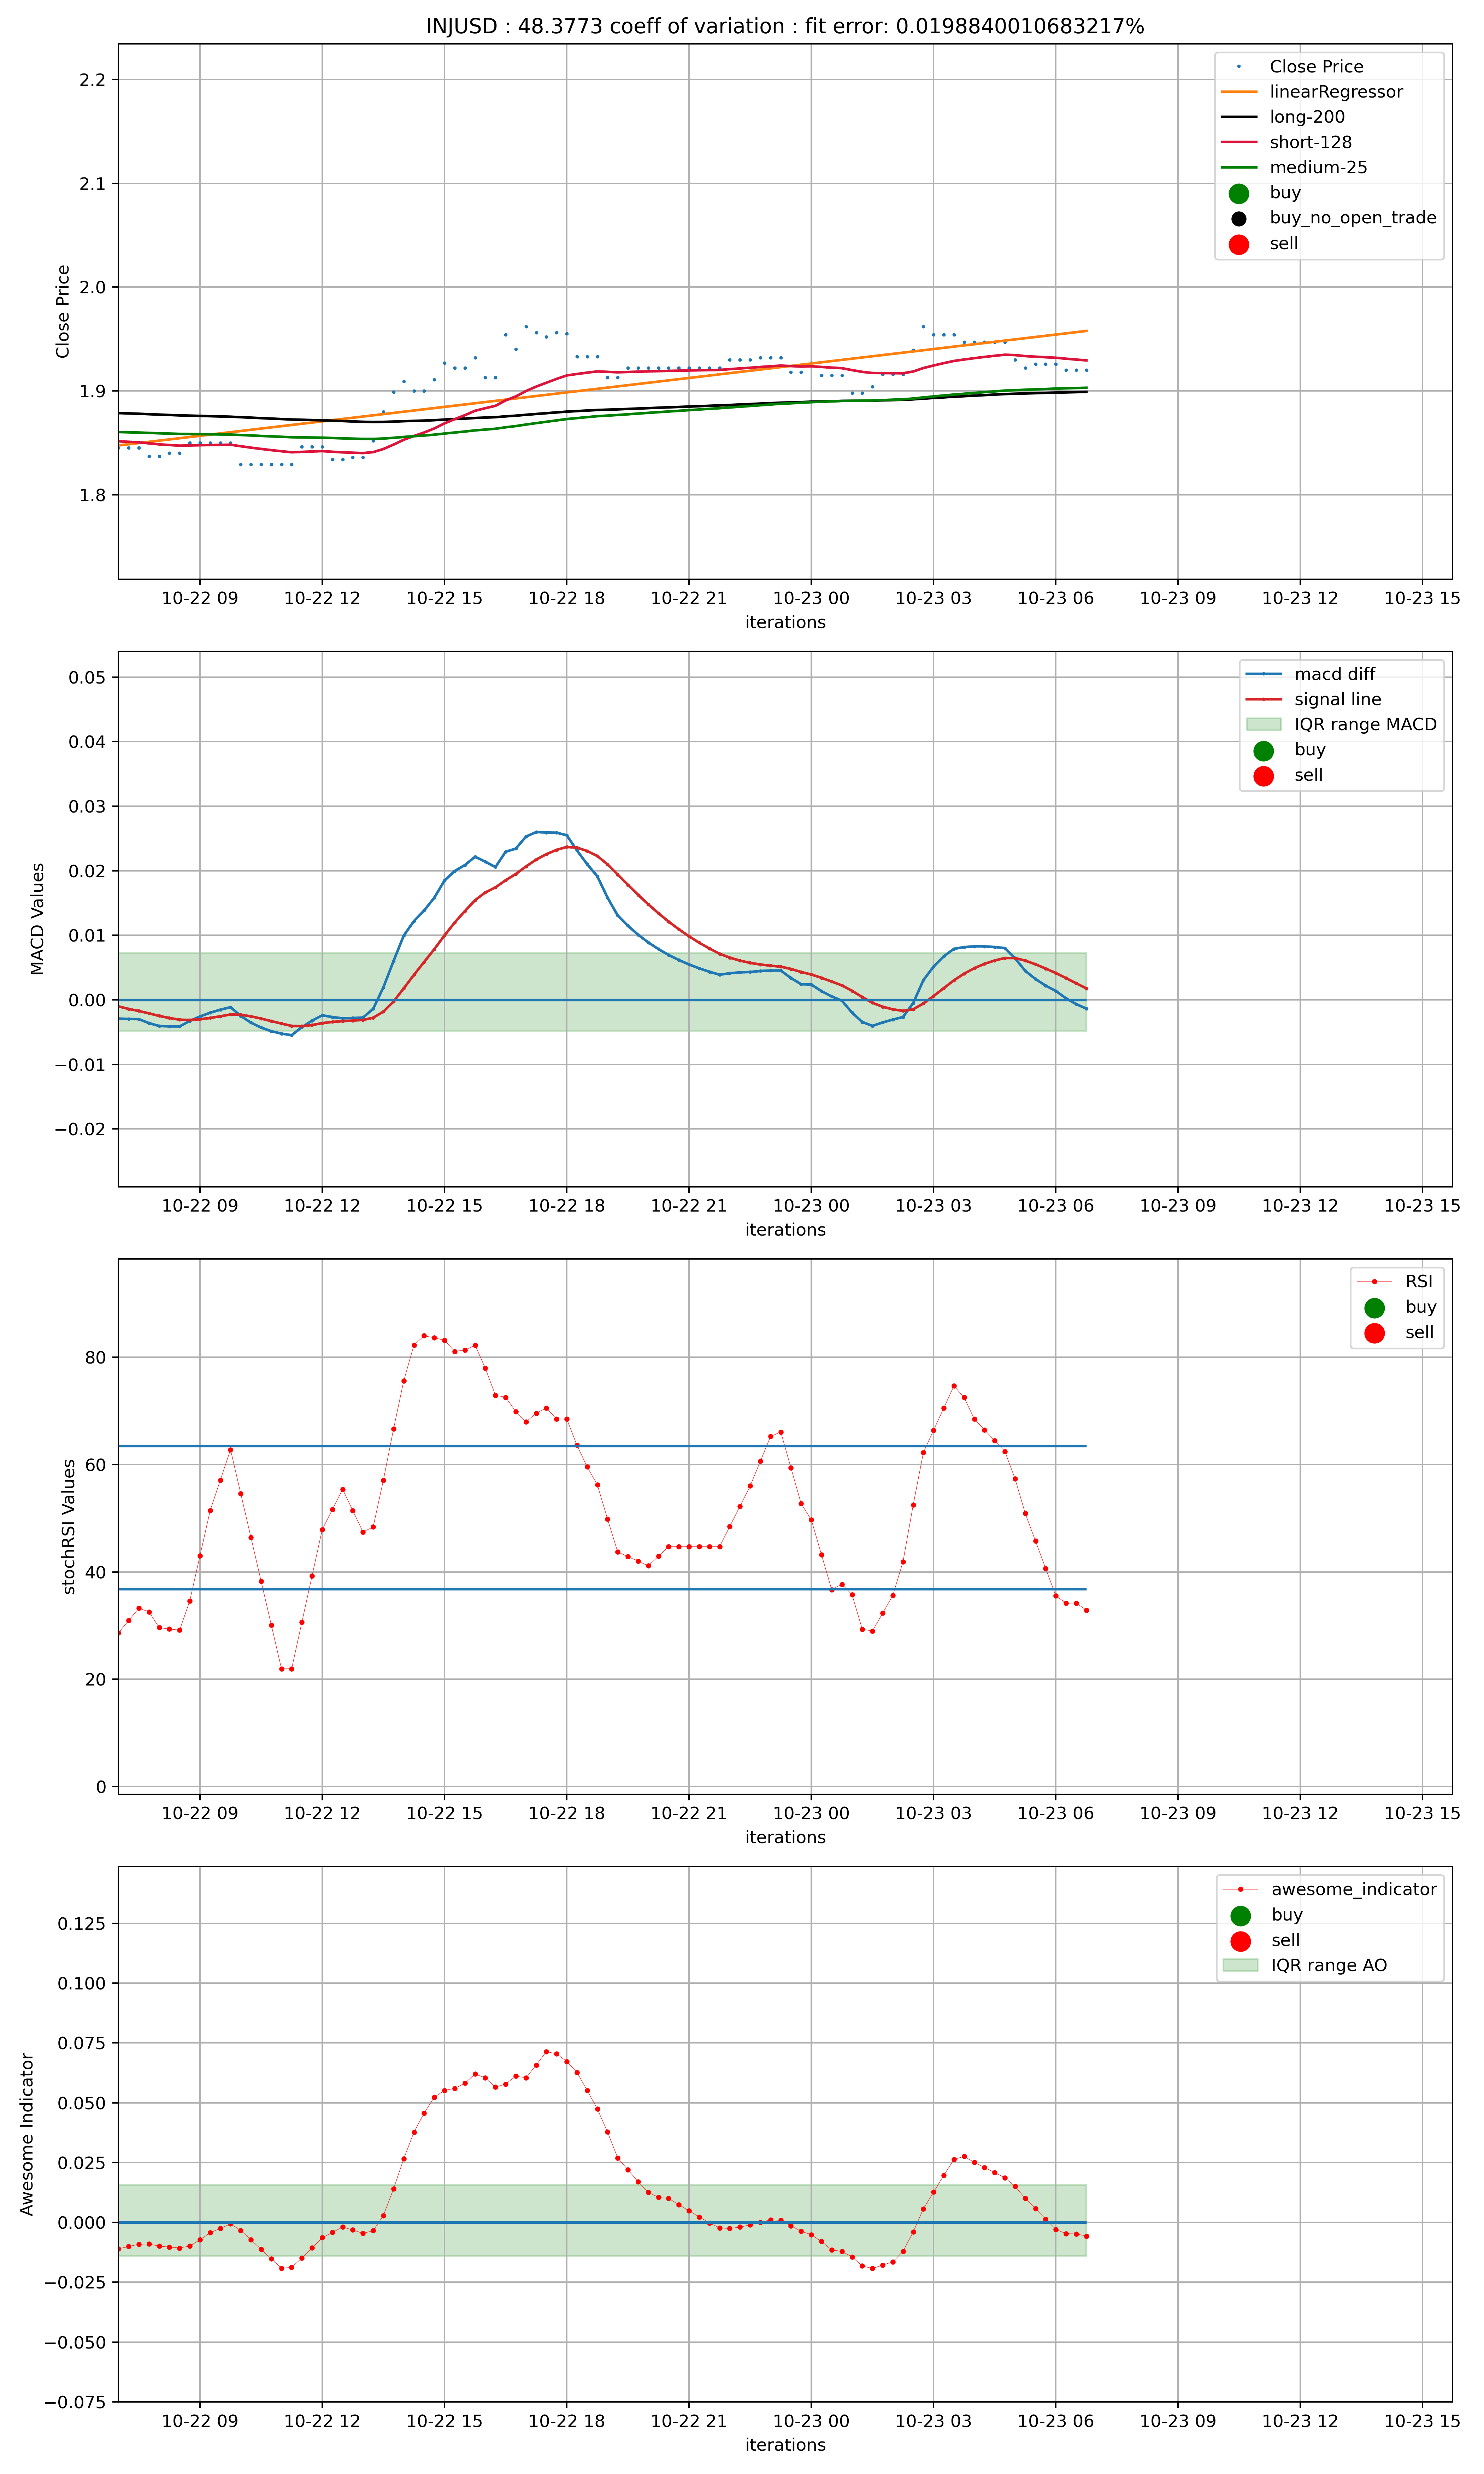 INJUSD : 48.3773 coeff of variation : fit error: 0.0198840010683217%
2.2
2.1
2.0
1.9
1.8
Close Price
Close Price
linearRegressor
long-200
short-128
medium-25
buy
buy_no_open_trade
sell
10-22 09 10-22 12 10-22 15 10-22 18 10-22 21 10-23 00 10-23 03 10-23 06 10-23 09 10-23 12 10-23 15
iterations
0.05
0.04
0.03
0.02
0.01
0.00
−0.01
−0.02
MACD Values
macd diff
signal line
IQR range MACD
buy
sell
10-22 09 10-22 12 10-22 15 10-22 18 10-22 21 10-23 00 10-23 03 10-23 06 10-23 09 10-23 12 10-23 15
iterations
80
60
40
20
0
stochRSI Values
RSI
buy
sell
10-22 09 10-22 12 10-22 15 10-22 18 10-22 21 10-23 00 10-23 03 10-23 06 10-23 09 10-23 12 10-23 15
iterations
0.125
0.100
0.075
0.050
0.025
0.000
−0.025
−0.050
−0.075
Awesome Indicator
awesome_indicator
buy
sell
IQR range AO
10-22 09 10-22 12 10-22 15 10-22 18 10-22 21 10-23 00 10-23 03 10-23 06 10-23 09 10-23 12 10-23 15
iterations